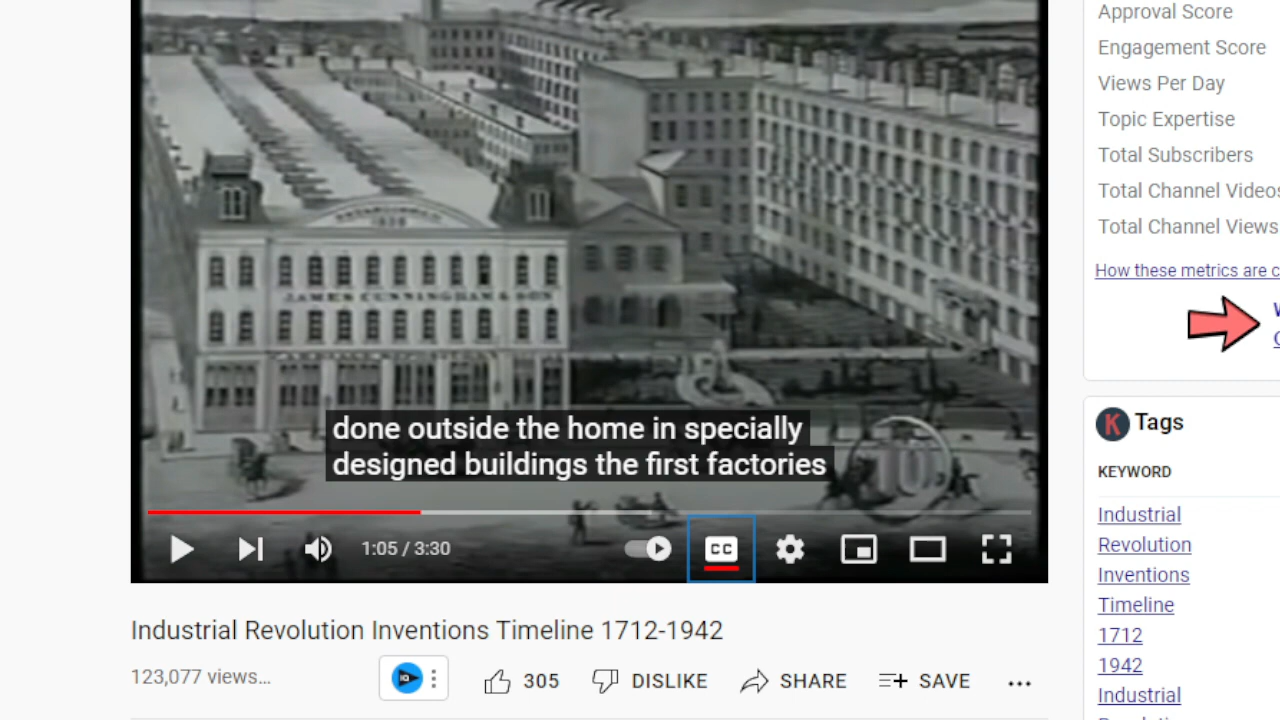 JAMES CUNNINGHAM & SON
done outside the home in specially
designed buildings the first factories
10
1:05 / 3:30
CC
Industrial Revolution Inventions Timeline 1712-1942
123,077 views...
305
DISLIKE
SHARE
SAVE
Approval Score
Engagement Score
Views Per Day
Topic Expertise
Total Subscribers
Total Channel Videos
Total Channel Views
How these metrics are c
K Tags
KEYWORD
Industrial
Revolution
Inventions
Timeline
1712
1942
Industrial